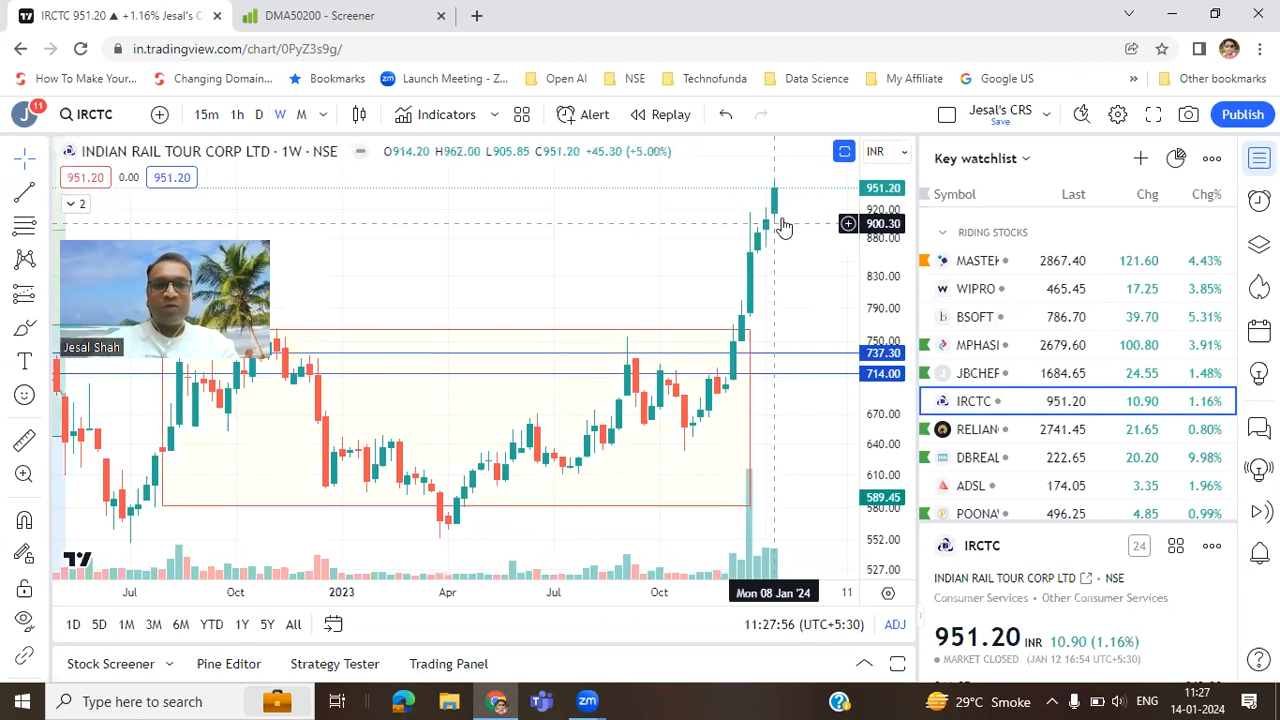 IRCTC 951.20 ▲ +1.16% Jesal's C
DMA50200 - Screener
in.tradingview.com/chart/0PyZ3s9g/
How To Make Your...
Changing Domain:...
Bookmarks
Launch Meeting - Z...
Open AI
NSE
Technofunda
Data Science
My Affiliate
Google US
Other bookmarks
J
11
IRCTC
15m
1h
D
W
M
Indicators
Alert
Replay
Jesal's CRS
Save
Publish
INDIAN RAIL TOUR CORP LTD · 1W · NSE
O914.20 H962.00 L905.85 C951.20 +45.30 (+5.00%)
INR
951.20
0.00
951.20
2
Jesal Shah
951.20
920.00
900.30
880.00
830.00
790.00
750.00
737.30
714.00
670.00
640.00
610.00
589.45
580.00
552.00
527.00
Jul
Oct
2023
Apr
Jul
Oct
Mon 08 Jan '24
11
1D
5D
1M
3M
6M
YTD
1Y
5Y
All
11:27:56 (UTC+5:30)
ADJ
Stock Screener
Pine Editor
Strategy Tester
Trading Panel
Key watchlist
Symbol
Last
Chg
Chg%
RIDING STOCKS
MASTEK 2867.40 121.60 4.43%
WIPRO 465.45 17.25 3.85%
BSOFT 786.70 39.70 5.31%
MPHASI 2679.60 100.80 3.91%
JBCHEF 1684.65 24.55 1.48%
IRCTC 951.20 10.90 1.16%
RELIAN 2741.45 21.65 0.80%
DBREAL 222.65 20.20 9.98%
ADSL 174.05 3.35 1.96%
POONA 496.25 4.85 0.99%
IRCTC
24
INDIAN RAIL TOUR CORP LTD
NSE
Consumer Services • Other Consumer Services
951.20 INR 10.90 (1.16%)
MARKET CLOSED (JAN 12 16:54 UTC+5:30)
Type here to search
29°C Smoke
ENG
11:27
14-01-2024